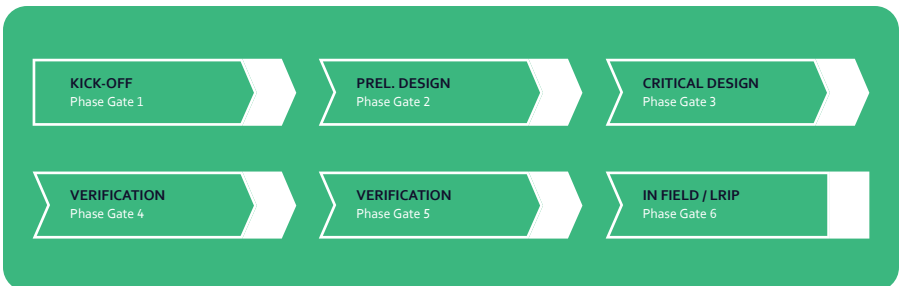 KICK-OFF
Phase Gate 1
PREL. DESIGN
Phase Gate 2
CRITICAL DESIGN
Phase Gate 3
VERIFICATION
Phase Gate 4
VERIFICATION
Phase Gate 5
IN FIELD / LRIP
Phase Gate 6